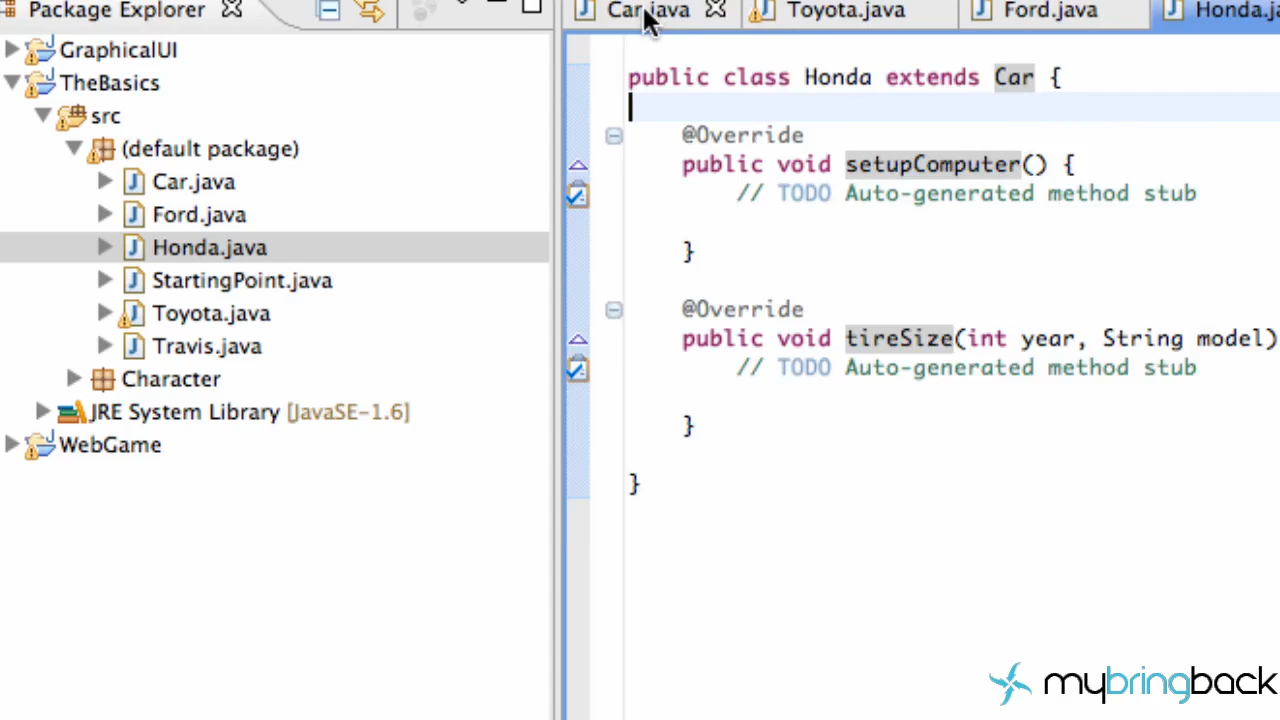 Package Explorer
Car.java
Toyota.java
Ford.java
Honda.ja
GraphicalUI
TheBasics
src
(default package)
Car.java
Ford.java
Honda.java
StartingPoint.java
Toyota.java
Travis.java
Character
JRE System Library [JavaSE-1.6]
WebGame
public class Honda extends Car {
@Override
public void setupComputer() {
// TODO Auto-generated method stub
}
@Override
public void tireSize(int year, String model)
// TODO Auto-generated method stub
}
}
mybringback